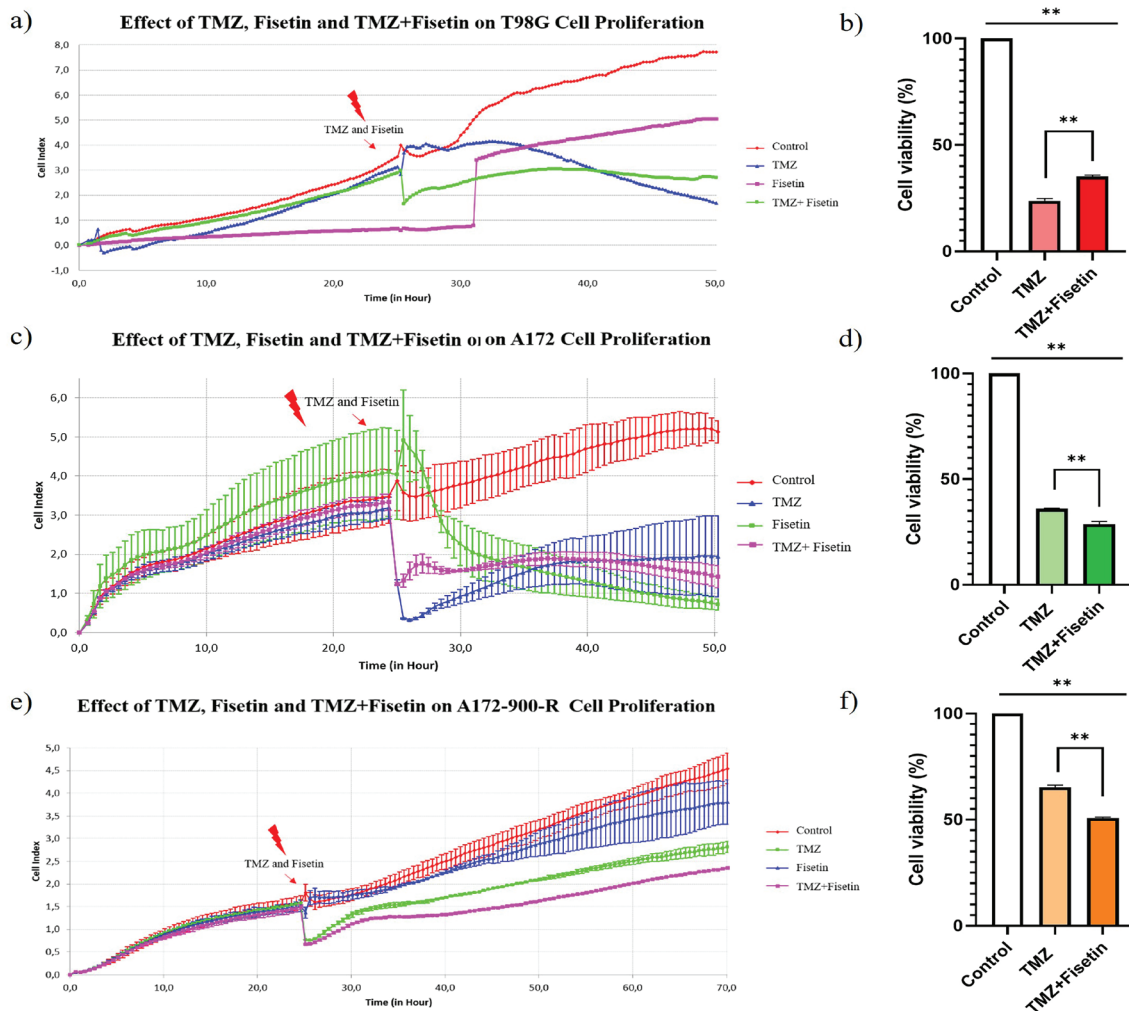 a)
Effect of TMZ, Fisetin and TMZ+Fisetin on T98G Cell Proliferation
8,0
7,0
6,0
5,0
4,0
3,0
2,0
1,0
0,0
-1,0
Cell Index
TMZ and Fisetin
0,0 10,0 20,0 30,0 40,0 50,0
Time (in Hour)
Control
TMZ
Fisetin
TMZ+ Fisetin
b)
**
**
Cell viability (%)
100
50
0
Control
TMZ
TMZ+Fisetin
c)
Effect of TMZ, Fisetin and TMZ+Fisetin on A172 Cell Proliferation
6,0
5,0
4,0
3,0
2,0
1,0
0,0
Cell Index
TMZ and Fisetin
0,0 10,0 20,0 30,0 40,0 50,0
Time (in Hour)
Control
TMZ
Fisetin
TMZ+ Fisetin
d)
**
**
Cell viability (%)
100
50
0
Control
TMZ
TMZ+Fisetin
e)
Effect of TMZ, Fisetin and TMZ+Fisetin on A172-900-R Cell Proliferation
5,0
4,5
4,0
3,5
3,0
2,5
2,0
1,5
1,0
0,5
0,0
Cell Index
TMZ and Fisetin
0,0 10,0 20,0 30,0 40,0 50,0 60,0 70,0
Time (in Hour)
Control
TMZ
Fisetin
TMZ+Fisetin
f)
**
**
Cell viability (%)
100
50
0
Control
TMZ
TMZ+Fisetin